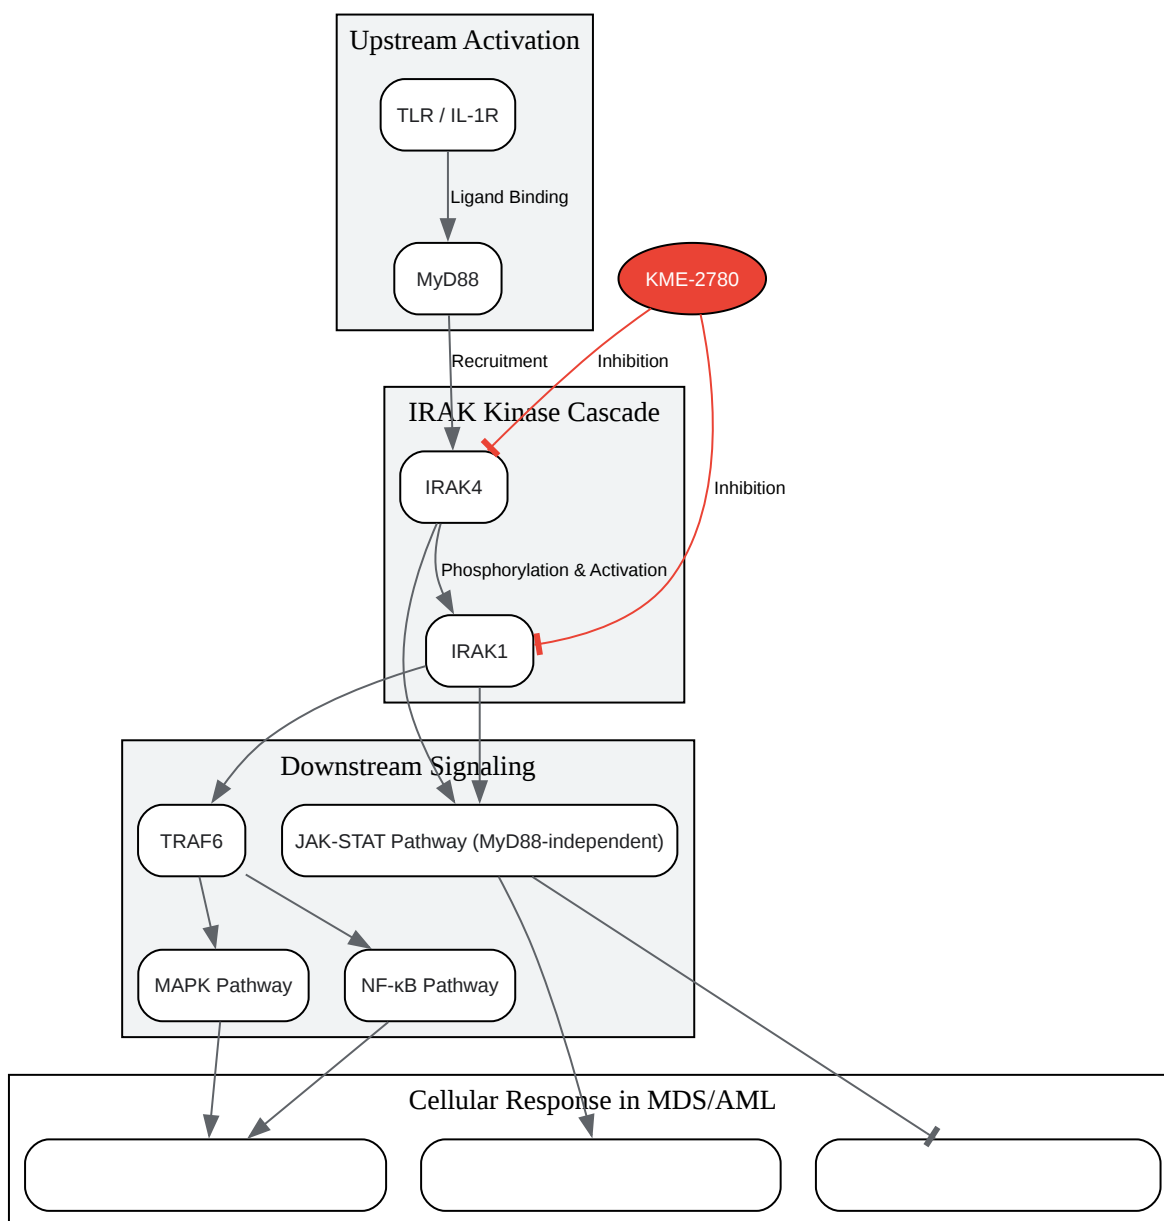 Upstream Activation
TLR / IL-1R
Ligand Binding
MyD88
KME-2780
Recruitment
Inhibition
IRAK Kinase Cascade
IRAK4
Inhibition
Phosphorylation & Activation
IRAK1
Downstream Signaling
TRAF6
JAK-STAT Pathway (MyD88-independent)
MAPK Pathway
NF-κB Pathway
Cellular Response in MDS/AML